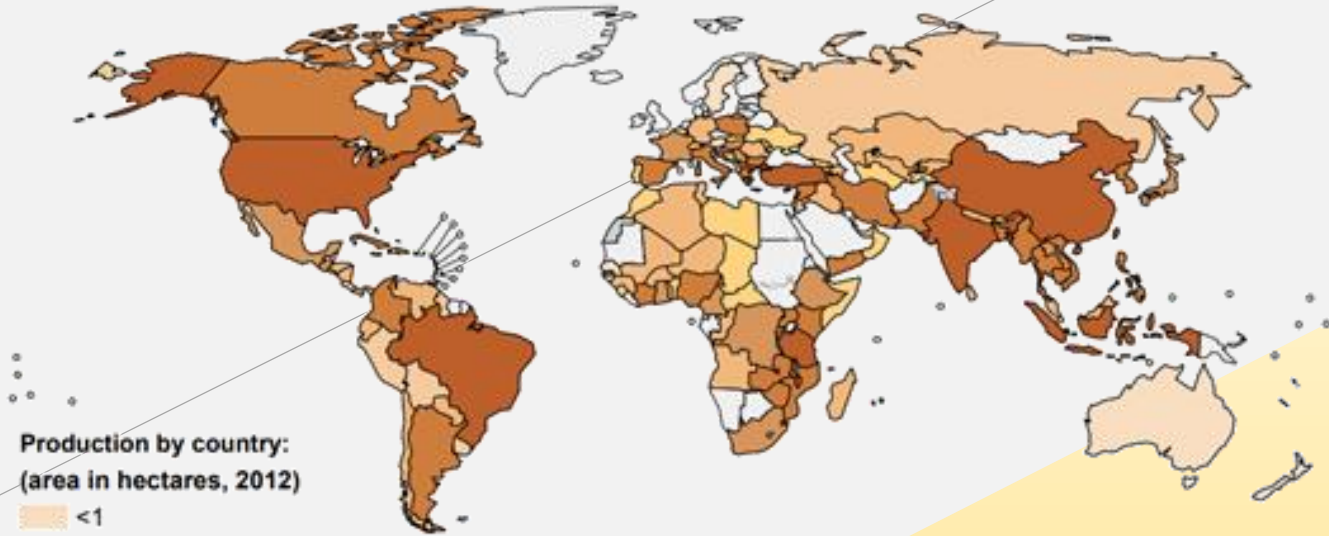 Production by country:
(area in hectares, 2012)
<1